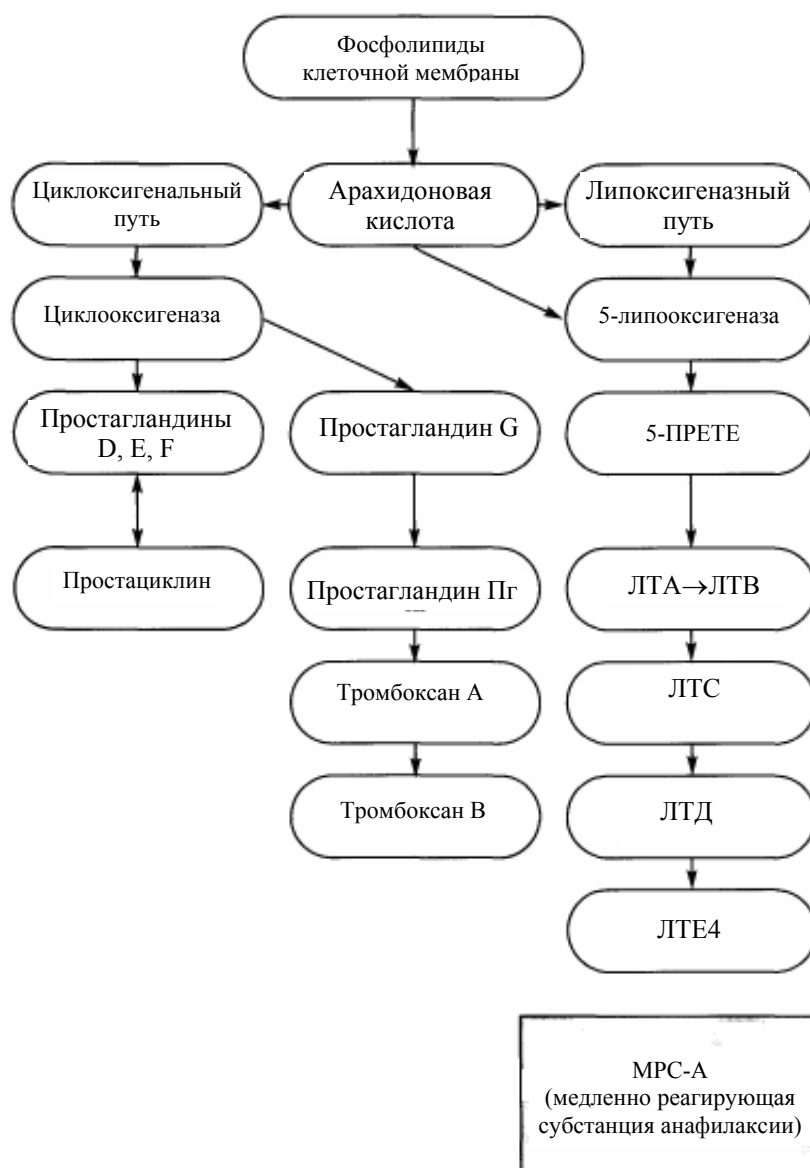 Фосфолипиды
клеточной мембраны
Циклоксигенальный
путь
Арахидоновая
кислота
Липоксигеназный
путь
Циклооксигеназа
5-липооксигеназа
Простагландины
D, E, F
Простагландин G
5-ПРЕТЕ
Простациклин
Простагландин Пг
ЛТА→ЛТВ
Тромбоксан А
ЛТС
Тромбоксан В
ЛТД
ЛТЕ4
МРС-А
(медленно реагирующая
субстанция анафилаксии)